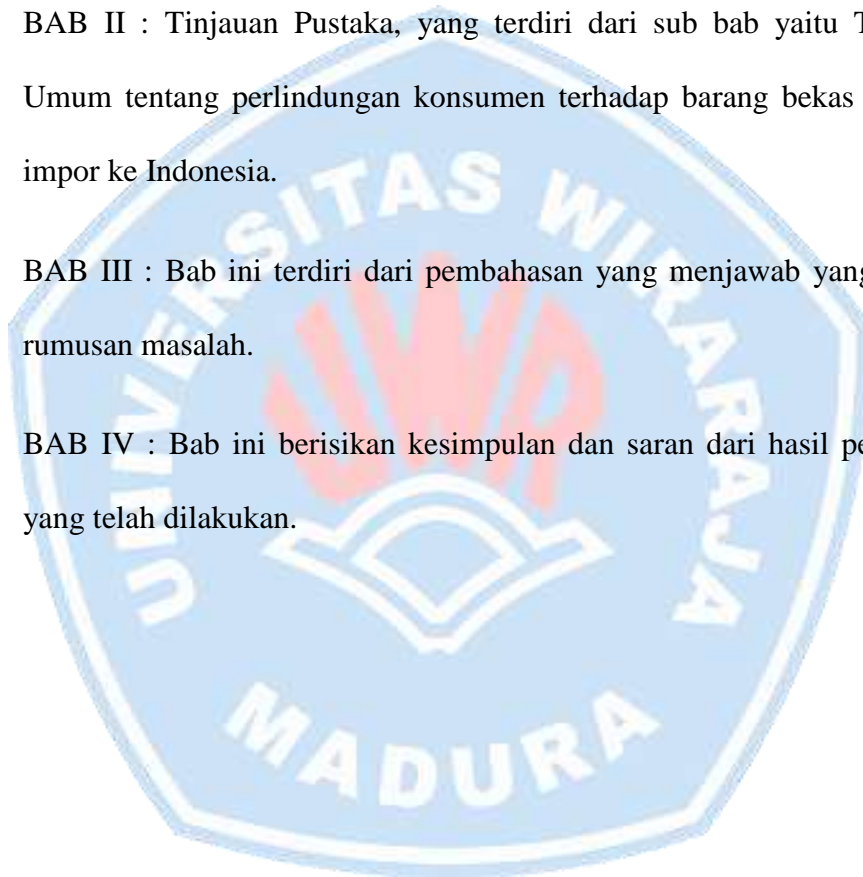 BAB II : Tinjauan Pustaka, yang terdiri dari sub bab yaitu
Umum tentang perlindungan konsumen terhadap barang bekas
impor ke Indonesia.
BAB III : Bab ini terdiri dari pembahasan yang menjawab yang
rumusan masalah.
BAB IV : Bab ini berisikan kesimpulan dan saran dari hasil
yang telah dilakukan.
UNIVERSITAS WIRARAJA
UWR
MADURA